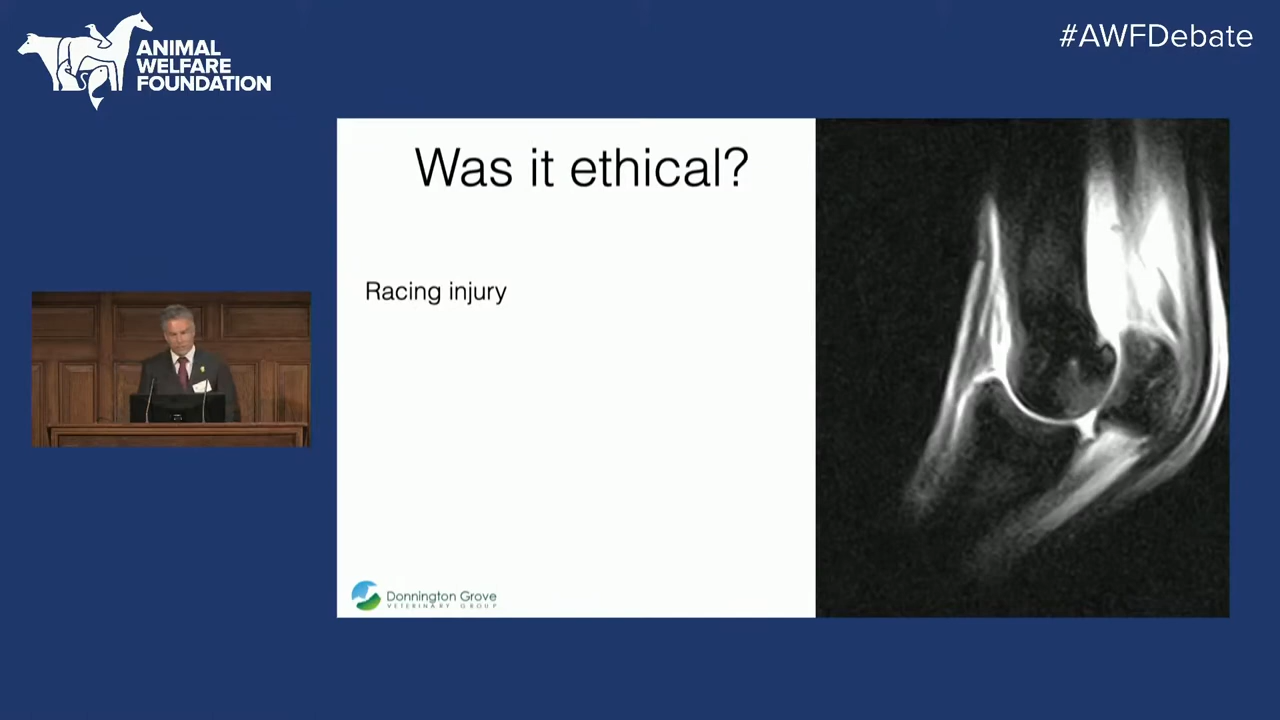 ANIMAL
WELFARE
FOUNDATION
#AWFDebate
Was it ethical?
Racing injury
Donnington Grove
VETERINARY GROUP